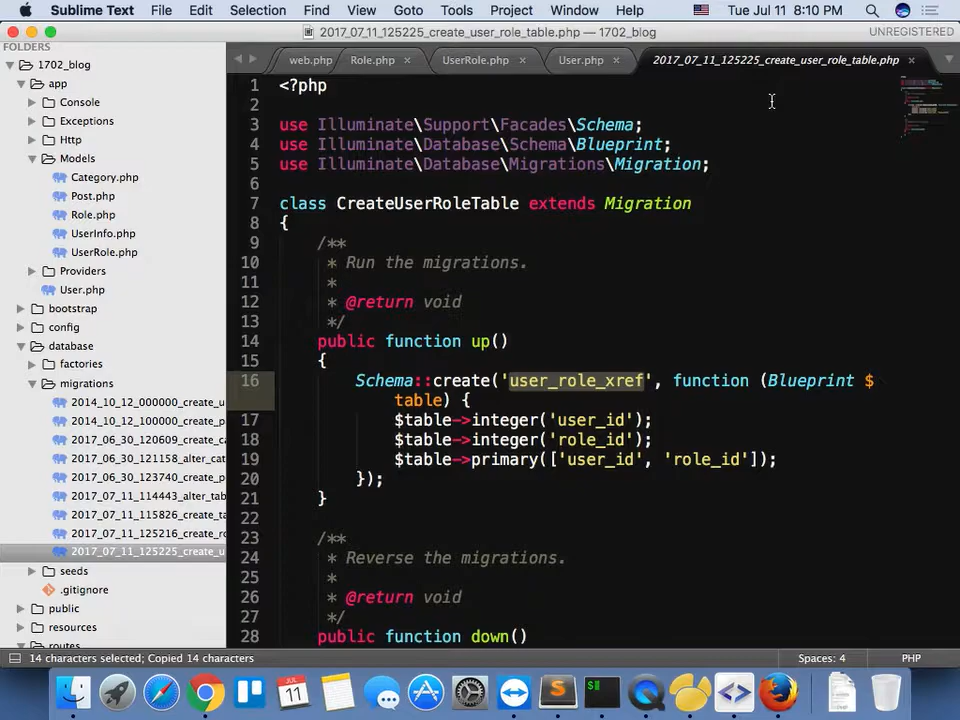 Sublime Text File Edit Selection Find View Goto Tools Project Window Help Tue Jul 11 8:10 PM
2017_07_11_125225_create_user_role_table.php — 1702_blog UNREGISTERED
FOLDERS
1702_blog
app
Console
Exceptions
Http
Models
Category.php
Post.php
Role.php
UserInfo.php
UserRole.php
Providers
User.php
bootstrap
config
database
factories
migrations
2014_10_12_000000_create_u
2014_10_12_100000_create_p
2017_06_30_120609_create_ca
2017_06_30_121158_alter_cat
2017_06_30_123740_create_p
2017_07_11_114443_alter_tab
2017_07_11_115826_create_ta
2017_07_11_125216_create_ro
2017_07_11_125225_create_u
seeds
.gitignore
public
resources
routes
web.php Role.php × UserRole.php × User.php × 2017_07_11_125225_create_user_role_table.php ×
1 <?php
2
3 use Illuminate\Support\Facades\Schema;
4 use Illuminate\Database\Schema\Blueprint;
5 use Illuminate\Database\Migrations\Migration;
6
7 class CreateUserRoleTable extends Migration
8 {
9 /**
10 * Run the migrations.
11 *
12 * @return void
13 */
14 public function up()
15 {
16 Schema::create('user_role_xref', function (Blueprint $
table) {
17 $table->integer('user_id');
18 $table->integer('role_id');
19 $table->primary(['user_id', 'role_id']);
20 });
21 }
22
23 /**
24 * Reverse the migrations.
25 *
26 * @return void
27 */
28 public function down()
14 characters selected; Copied 14 characters Spaces: 4 PHP
JUL
11